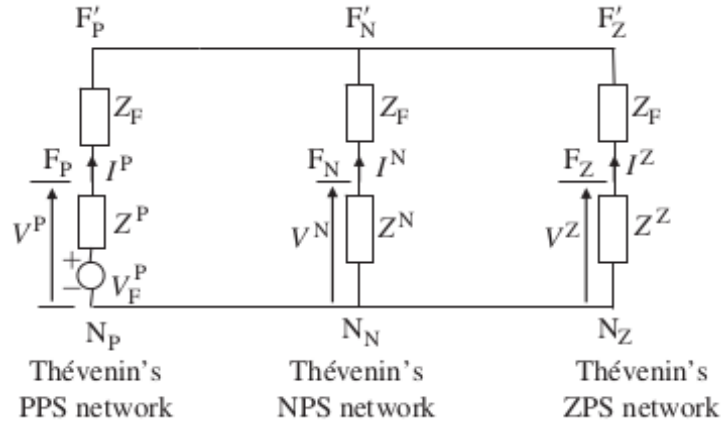 F′P F′N F′Z
ZF ZF ZF
FP IP FN IN FZ IZ
VP ZP VN ZN VZ ZZ
+
− VPF
NP NN NZ
Thévenin's Thévenin's Thévenin's
PPS network NPS network ZPS network